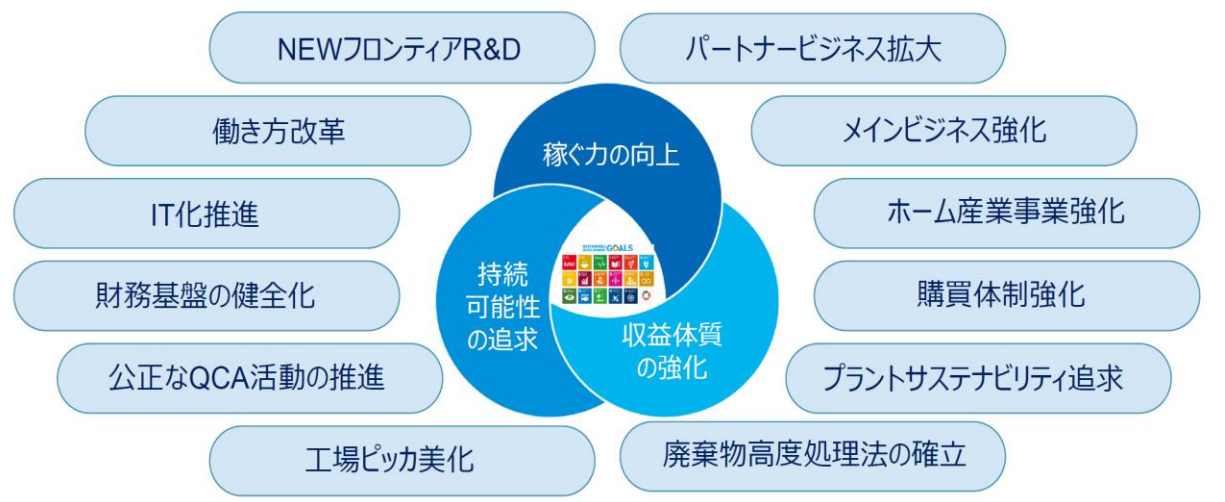 NEWフロンティアR&D
パートナービジネス拡大
働き方改革
メインビジネス強化
稼ぐ力の向上
IT化推進
ホーム産業事業強化
SUSTAINABLE
DEVELOPMENT
GOALS
持続
可能性
の追求
財務基盤の健全化
購買体制強化
収益体質
の強化
公正なQCA活動の推進
プラントサステナビリティ追求
工場ピッカ美化
廃棄物高度処理法の確立